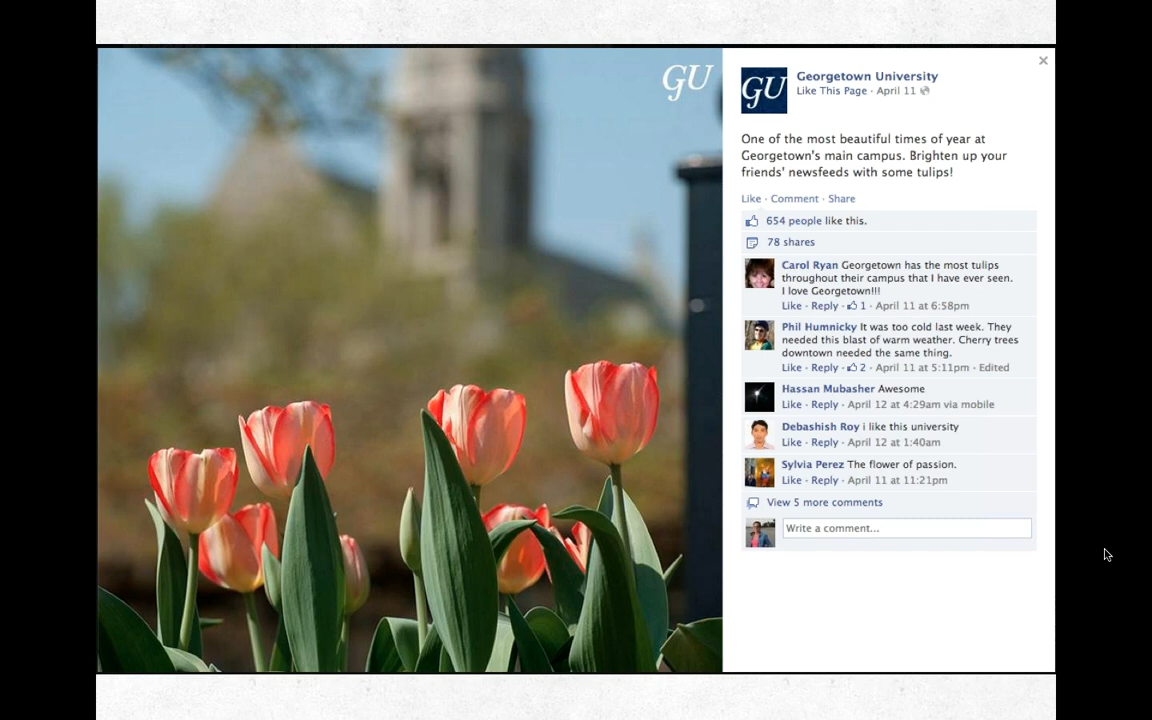 GU
GU
Georgetown University
Like This Page · April 11
One of the most beautiful times of year at
Georgetown's main campus. Brighten up your
friends' newsfeeds with some tulips!
Like · Comment · Share
654 people like this.
78 shares
Carol Ryan Georgetown has the most tulips
throughout their campus that I have ever seen.
I love Georgetown!!!
Like · Reply · 1 · April 11 at 6:58pm
Phil Humnicky It was too cold last week. They
needed this blast of warm weather. Cherry trees
downtown needed the same thing.
Like · Reply · 2 · April 11 at 5:11pm · Edited
Hassan Mubasher Awesome
Like · Reply · April 12 at 4:29am via mobile
Debashish Roy i like this university
Like · Reply · April 12 at 1:40am
Sylvia Perez The flower of passion.
Like · Reply · April 11 at 11:21pm
View 5 more comments
Write a comment...